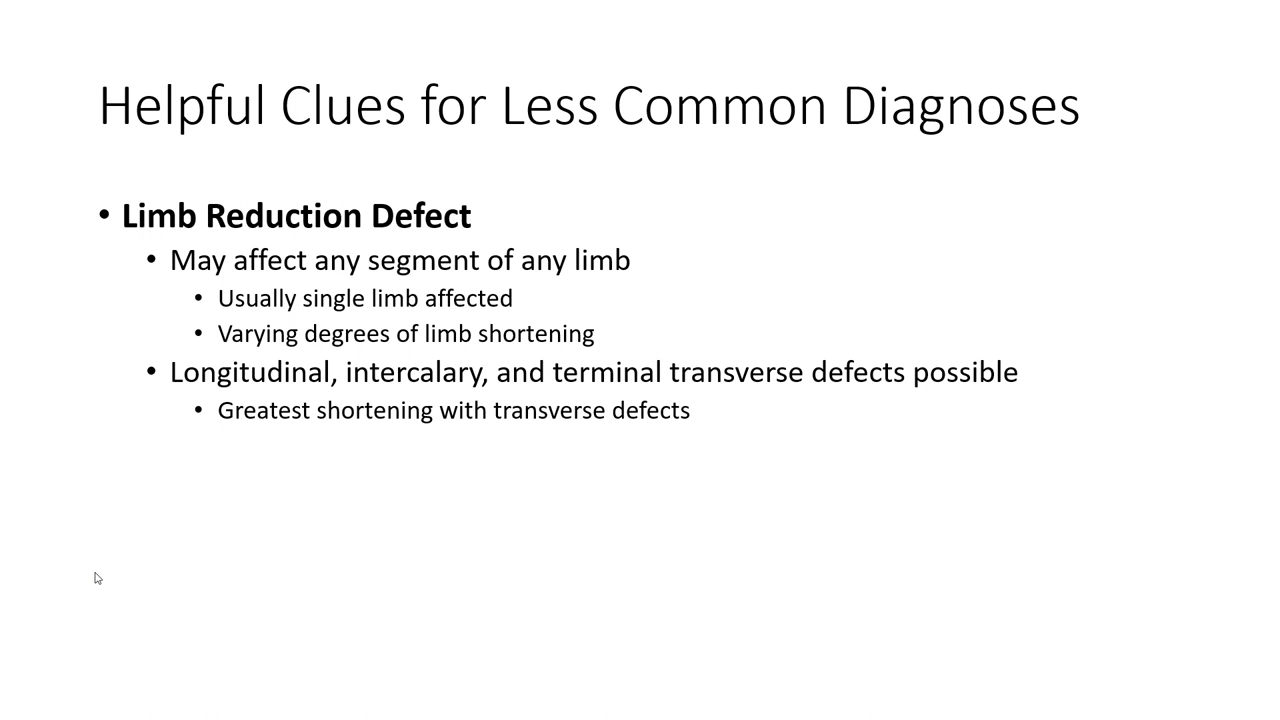 Helpful Clues for Less Common Diagnoses
• Limb Reduction Defect
• May affect any segment of any limb
• Usually single limb affected
• Varying degrees of limb shortening
• Longitudinal, intercalary, and terminal transverse defects possible
• Greatest shortening with transverse defects